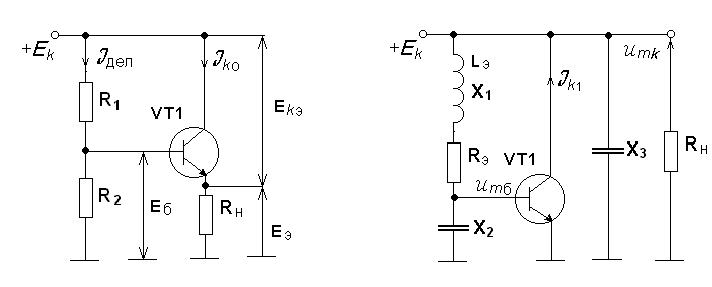 +Eк Jдел Jко
R1 VT1 Eкэ
R2 Eб Rн Eэ
+Eк Lэ X1 Jк1 uтк
Rэ VT1 X3 Rн
uтб
X2